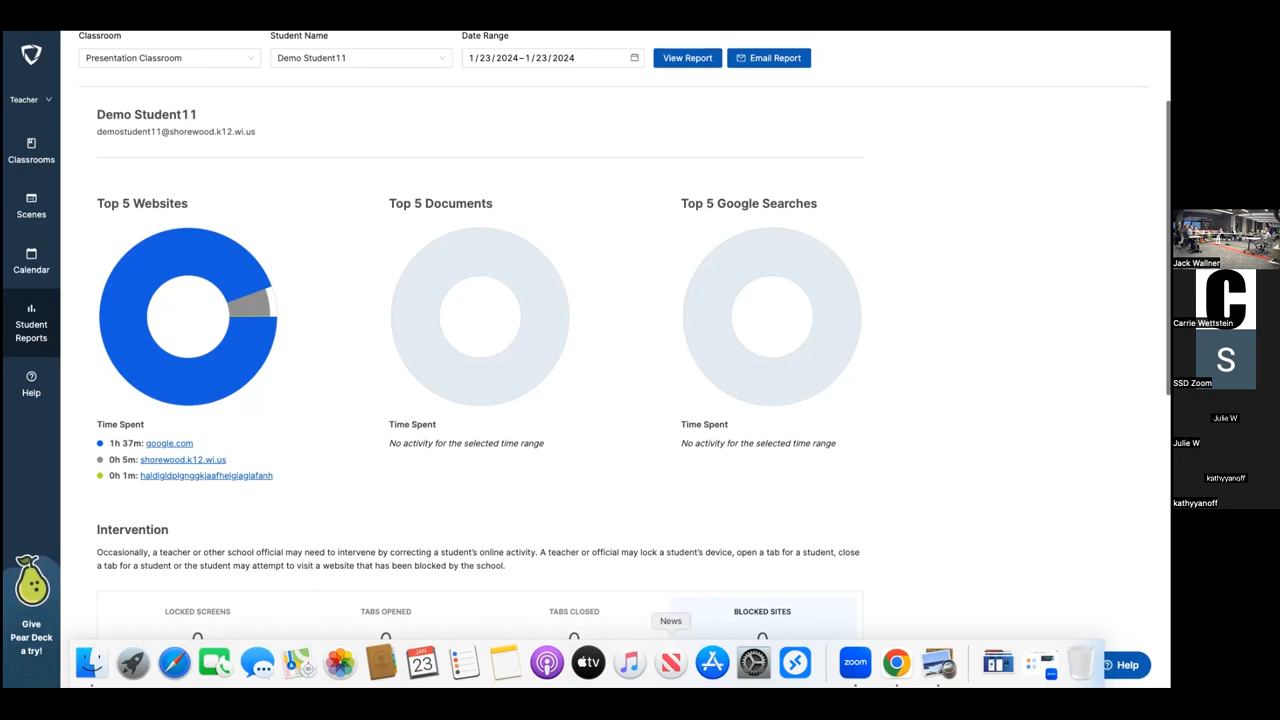 Classroom
Student Name
Date Range
Presentation Classroom
Demo Student11
1/23/2024–1/23/2024
View Report
Email Report
Teacher
Classrooms
Scenes
Calendar
Student
Reports
Help
Give
Pear Deck
a try!
Demo Student11
demostudent11@shorewood.k12.wi.us
Top 5 Websites
Top 5 Documents
Top 5 Google Searches
Time Spent
1h 37m: google.com
0h 5m: shorewood.k12.wi.us
0h 1m: haldlgldplgnggkjaafhelgiaglafanh
Time Spent
No activity for the selected time range
Time Spent
No activity for the selected time range
Intervention
Occasionally, a teacher or other school official may need to intervene by correcting a student's online activity. A teacher or official may lock a student's device, open a tab for a student, close
a tab for a student or the student may attempt to visit a website that has been blocked by the school.
LOCKED SCREENS
TABS OPENED
TABS CLOSED
BLOCKED SITES
News
JAN
23
tv
zoom
Help
Jack Wallner
C
Carrie Wettstein
S
SSD Zoom
Julie W
Julie W
kathyyanoff
kathyyanoff